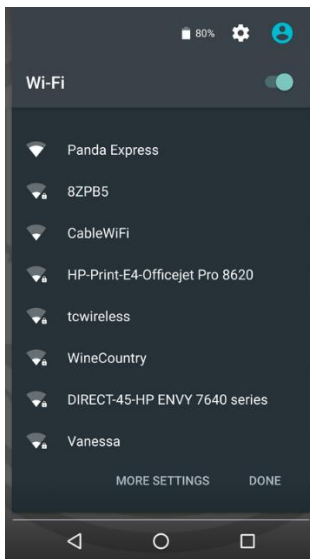 80%
Wi-Fi
Panda Express
8ZPB5
CableWiFi
HP-Print-E4-Officejet Pro 8620
tcwireless
WineCountry
DIRECT-45-HP ENVY 7640 series
Vanessa
MORE SETTINGS DONE